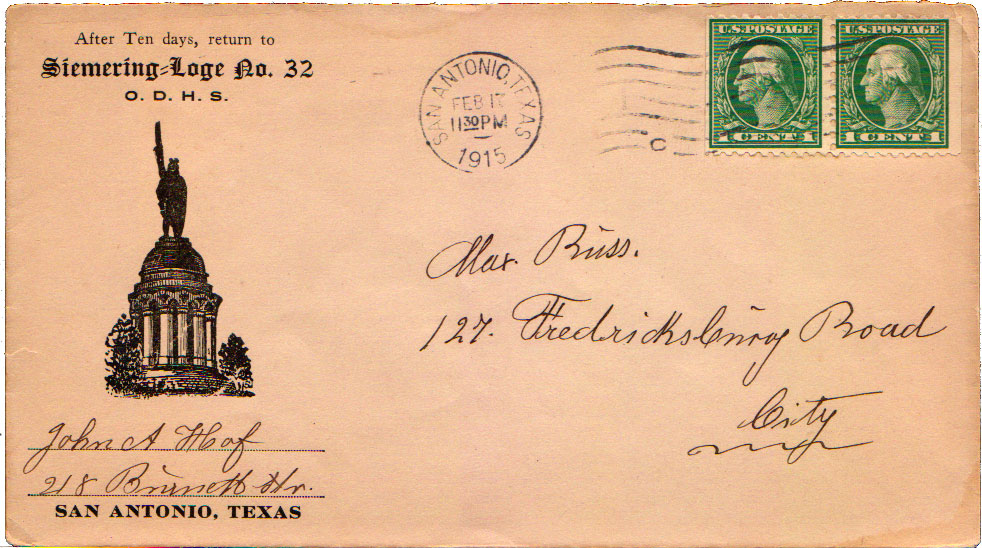 After Ten days, return to
Siemering-Loge No. 32
O. D. H. S.
SAN ANTONIO, TEXAS
FEB 17
11 30 PM
1915
C
U.S. POSTAGE
1 CENT 1
U.S. POSTAGE
1 CENT 1
Max. Russ.
127. Fredricksburg Road
City
John A Hof
218 Burnett Str.
SAN ANTONIO, TEXAS